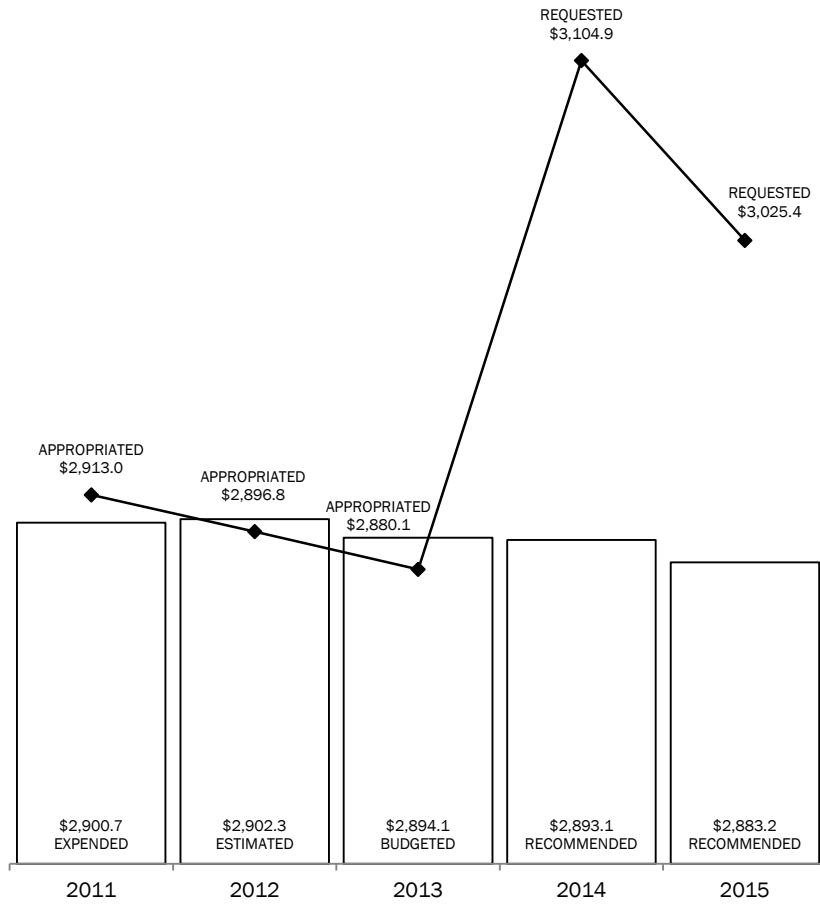 REQUESTED
$3,104.9
REQUESTED
$3,025.4
APPROPRIATED
$2,913.0
APPROPRIATED
$2,896.8
APPROPRIATED
$2,880.1
$2,900.7
EXPENDED
$2,902.3
ESTIMATED
$2,894.1
BUDGETED
$2,893.1
RECOMMENDED
$2,883.2
RECOMMENDED
2011
2012
2013
2014
2015